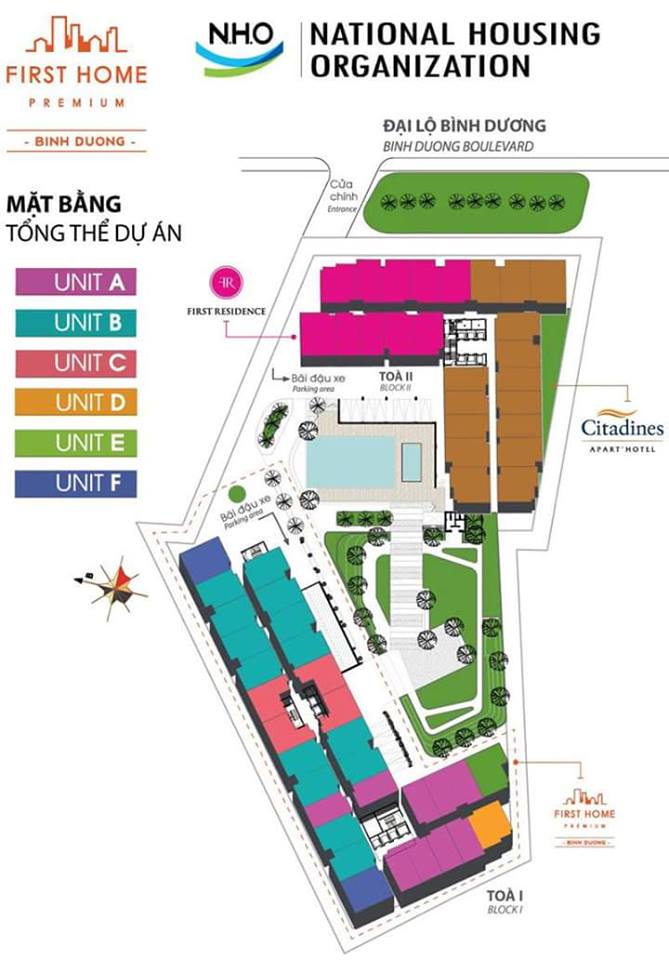 FIRST HOME
PREMIUM
- BINH DUONG -
N.H.O
NATIONAL HOUSING
ORGANIZATION
ĐẠI LỘ BÌNH DƯƠNG
BINH DUONG BOULEVARD
Cửa
chính
Entrance
MẶT BẰNG
TỔNG THỂ DỰ ÁN
UNIT A
UNIT B
UNIT C
UNIT D
UNIT E
UNIT F
FR
FIRST RESIDENCE
Bãi đậu xe
Parking area
TOÀ II
BLOCK II
Citadines
APART'HOTEL
Bãi đậu xe
Parking area
B
FIRST HOME
PREMIUM
- BINH DUONG -
TOÀ I
BLOCK I